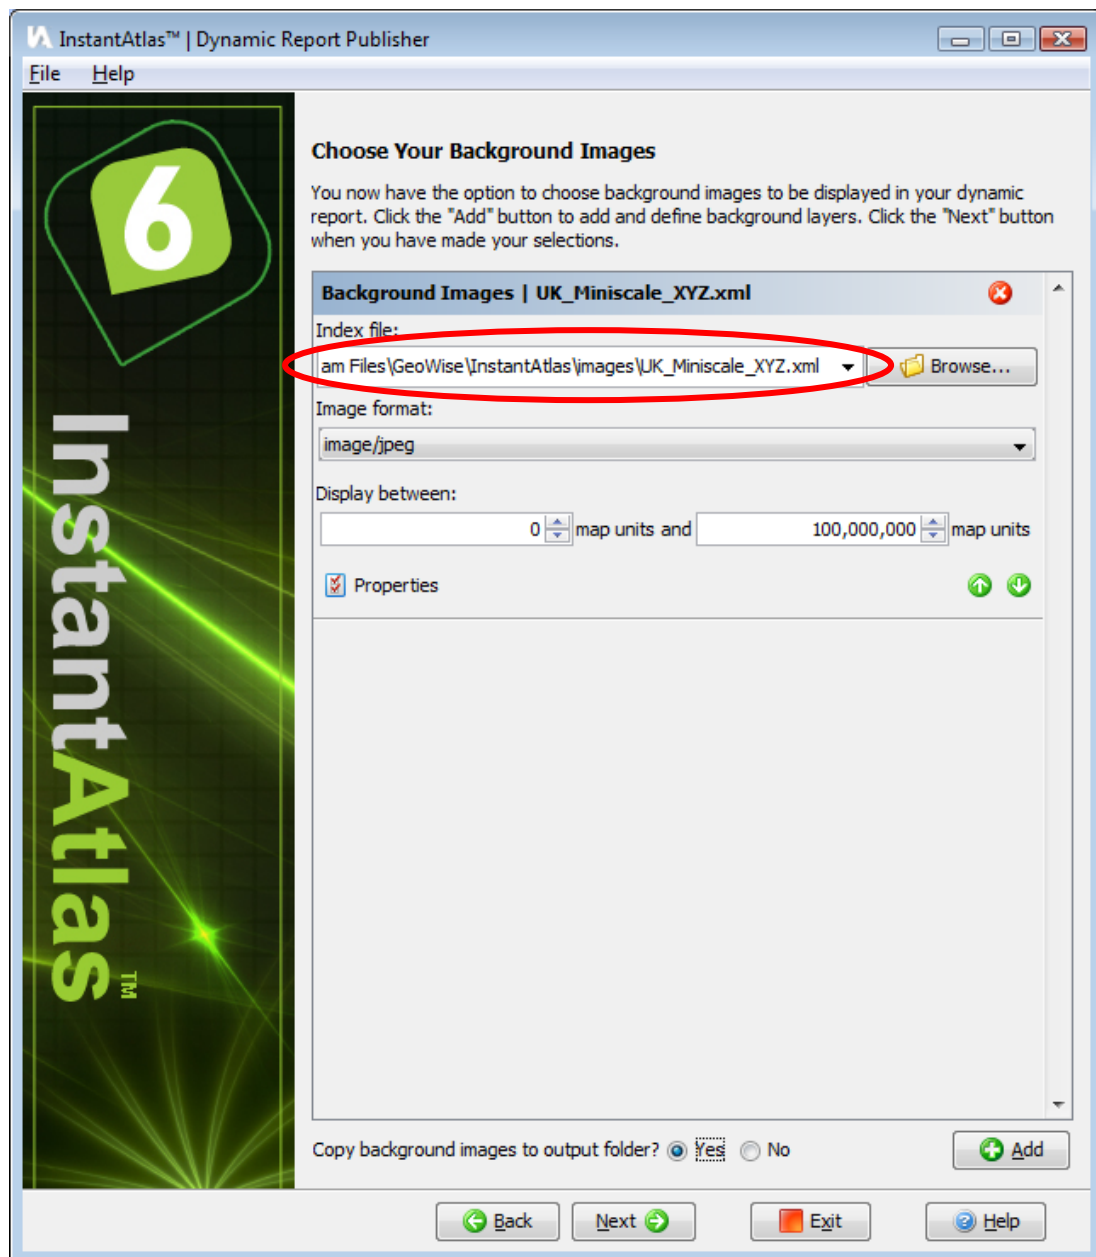 InstantAtlas™ | Dynamic Report Publisher
File Help
6
InstantAtlas™
Choose Your Background Images
You now have the option to choose background images to be displayed in your dynamic
report. Click the "Add" button to add and define background layers. Click the "Next" button
when you have made your selections.
Background Images | UK_Miniscale_XYZ.xml
Index file:
am Files\GeoWise\InstantAtlas\images\UK_Miniscale_XYZ.xml
Browse...
Image format:
image/jpeg
Display between:
0 map units and 100,000,000 map units
Properties
Copy background images to output folder? Yes No
Add
Back Next Exit Help